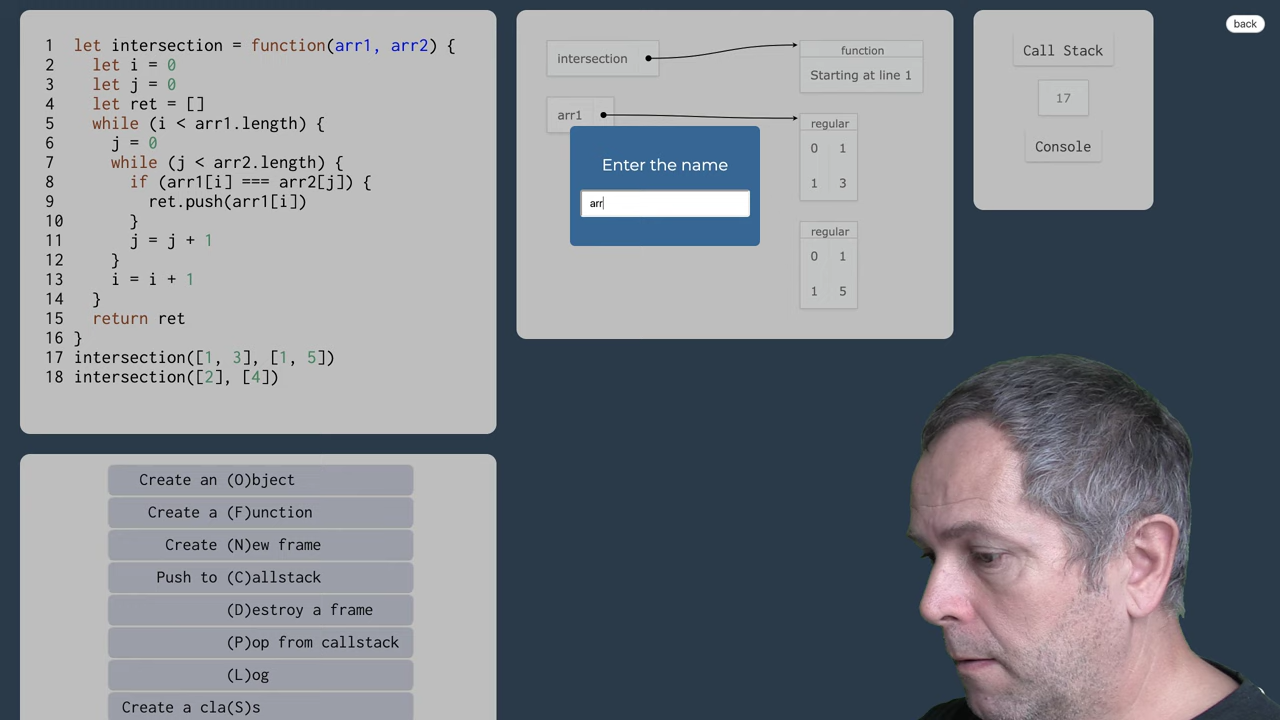 1 let intersection = function(arr1, arr2) {
2 let i = 0
3 let j = 0
4 let ret = []
5 while (i < arr1.length) {
6 j = 0
7 while (j < arr2.length) {
8 if (arr1[i] === arr2[j]) {
9 ret.push(arr1[i])
10 }
11 j = j + 1
12 }
13 i = i + 1
14 }
15 return ret
16 }
17 intersection([1, 3], [1, 5])
18 intersection([2], [4])
Create an (O)bject
Create a (F)unction
Create (N)ew frame
Push to (C)allstack
(D)estroy a frame
(P)op from callstack
(L)og
Create a cla(S)s
intersection
function
Starting at line 1
arr1
regular
0 1
1 3
Enter the name
arr
regular
0 1
1 5
Call Stack
17
Console
back